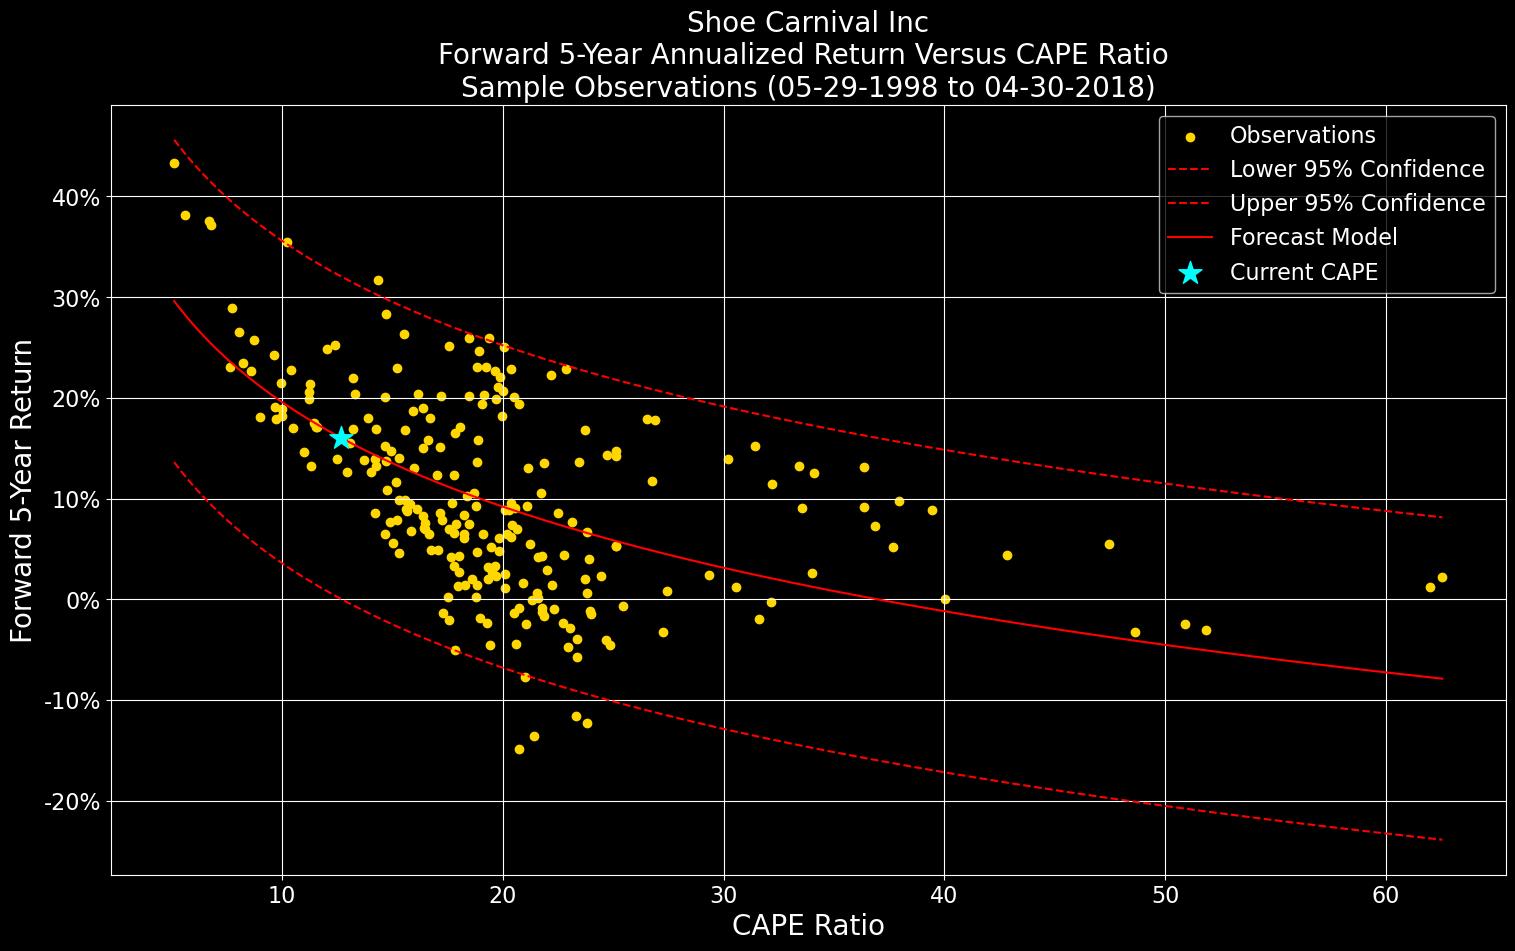 Shoe Carnival Inc
Forward 5-Year Annualized Return Versus CAPE Ratio
Sample Observations (05-29-1998 to 04-30-2018)
Observations
Lower 95% Confidence
Upper 95% Confidence
Forecast Model
Current CAPE
Forward 5-Year Return
40%
30%
20%
10%
0%
-10%
-20%
10 20 30 40 50 60
CAPE Ratio